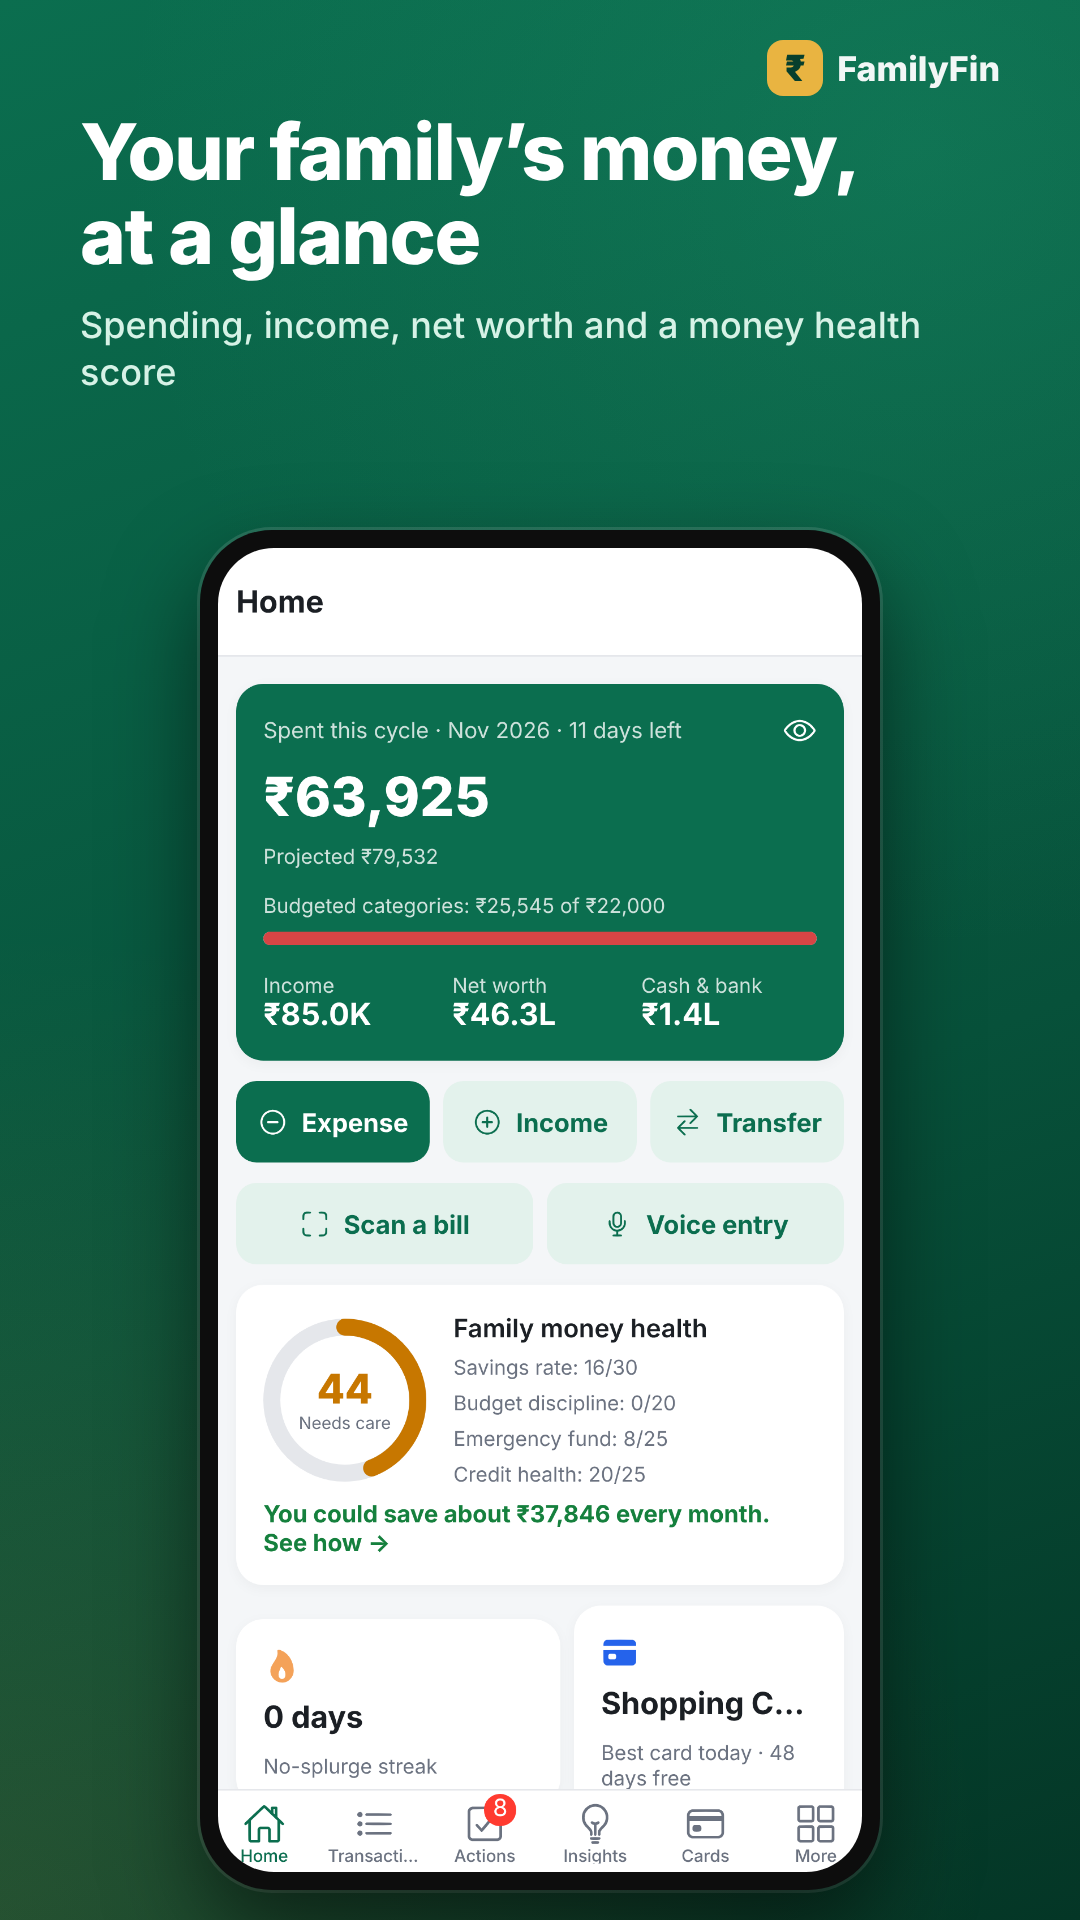 ₹ FamilyFin
Your family’s money,
at a glance
Spending, income, net worth and a money health
score
Home
Spent this cycle · Nov 2026 · 11 days left
₹63,925
Projected ₹79,532
Budgeted categories: ₹25,545 of ₹22,000
Income Net worth Cash & bank
₹85.0K ₹46.3L ₹1.4L
Expense Income Transfer
Scan a bill Voice entry
Family money health
44
Needs care
Savings rate: 16/30
Budget discipline: 0/20
Emergency fund: 8/25
Credit health: 20/25
You could save about ₹37,846 every month.
See how →
0 days
No-splurge streak
Shopping C...
Best card today · 48
days free
8
Home Transacti... Actions Insights Cards More